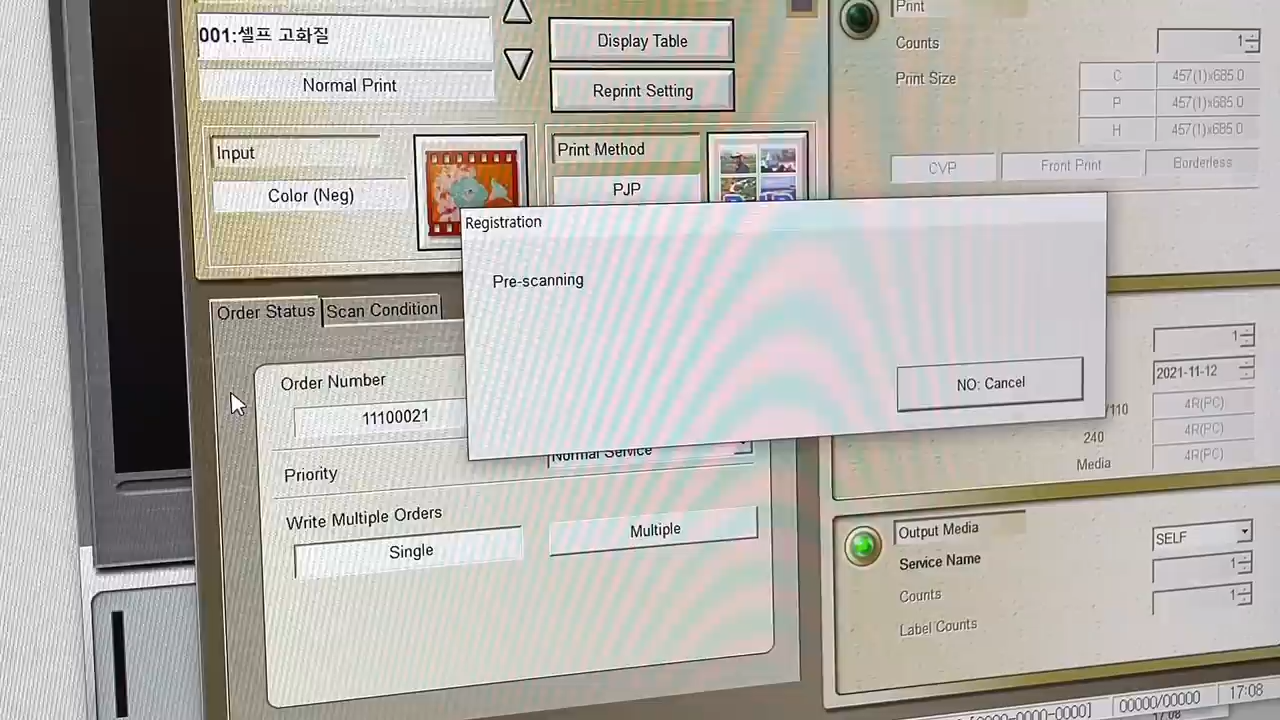 001:셀프 고화질
Normal Print
Display Table
Reprint Setting
Input
Color (Neg)
Print Method
PJP
Print
Counts
1
Print Size
C
457(1)x685.0
P
457(1)x685.0
H
457(1)x685.0
CVP
Front Print
Borderless
Registration
Pre-scanning
NO: Cancel
Order Status
Scan Condition
Order Number
11100021
Priority
Normal Service
Write Multiple Orders
Single
Multiple
1
2021-11-12
/110
4R(PC)
240
4R(PC)
Media
4R(PC)
Output Media
Service Name
SELF
Counts
1
Label Counts
1
[0000-0000-0000]
00000/00000
17:08